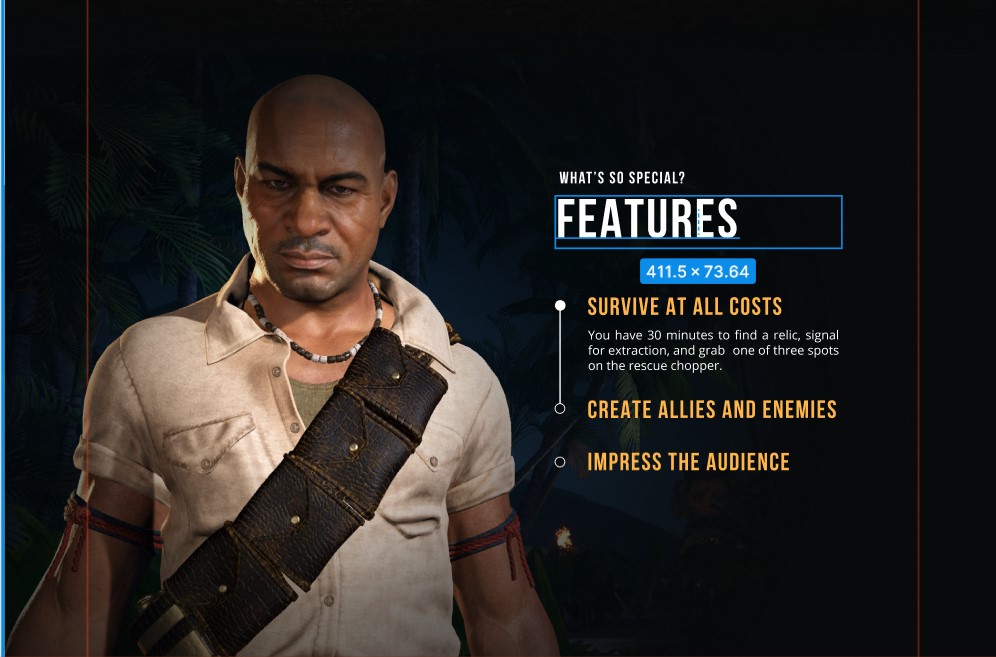 WHAT'S SO SPECIAL?
FEATURES
411.5 × 73.64
SURVIVE AT ALL COSTS
You have 30 minutes to find a relic, signal
for extraction, and grab  one of three spots
on the rescue chopper.
CREATE ALLIES AND ENEMIES
IMPRESS THE AUDIENCE